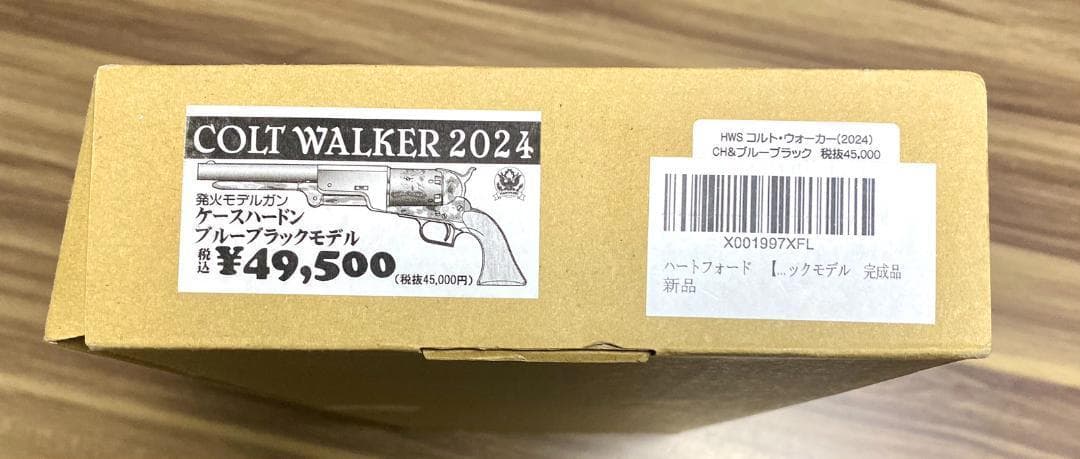 COLT WALKER 2024
発火モデルガン
ケースハードン
ブルーブラックモデル
税込 ¥49,500 (税抜45,000円)
HWS コルト・ウォーカー(2024)
CH&ブルーブラック 税抜45,000
X001997XFL
ハートフォード 【...ックモデル 完成品
新品